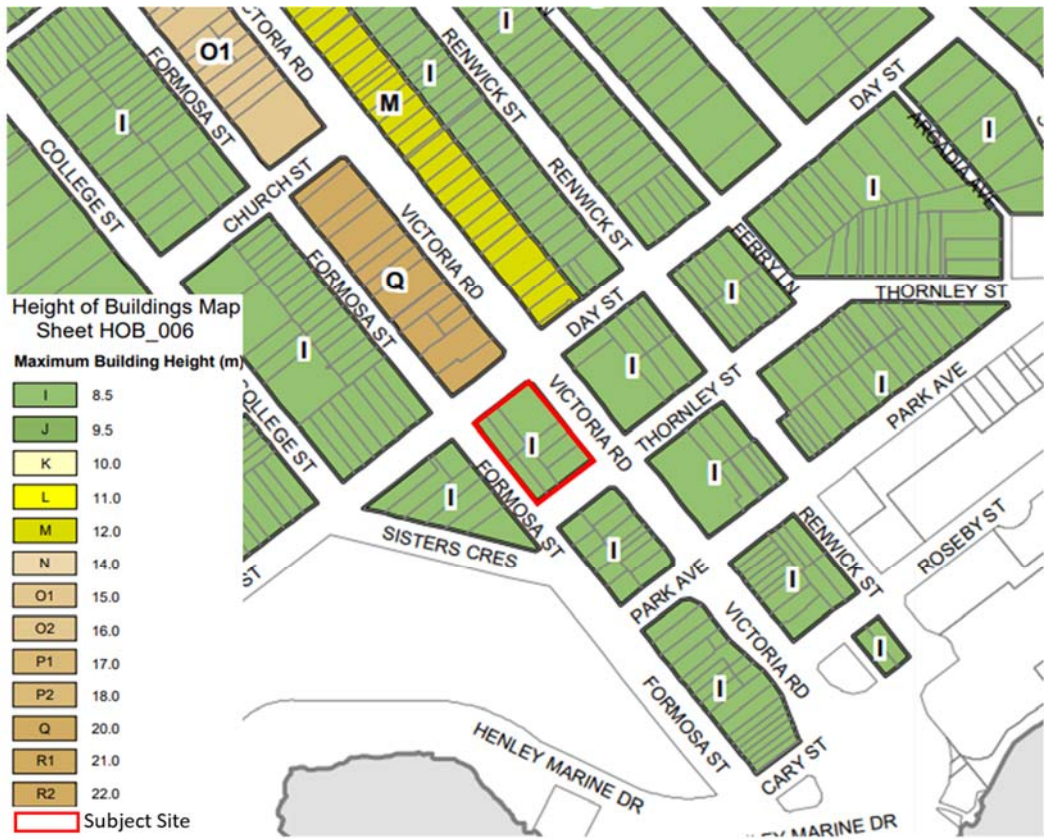 CTORIA RD
O1
FORMOSA ST
RENWICK ST
I
I
M
I
DAY ST
I
ARCADIA AVE
COLLEGE ST
CHURCH ST
VICTORIA RD
RENWICK ST
I
FORMOSA ST
Q
FERRY LN
I
THORNLEY ST
DAY ST
I
I
I
THORNLEY ST
PARK AVE
VICTORIA RD
I
COLLEGE ST
FORMOSA ST
I
I
SISTERS CRES
I
PARK AVE
RENWICK ST
ROSEBY ST
I
VICTORIA RD
I
I
FORMOSA ST
CARY ST
HENLEY MARINE DR
LEY MARINE DR
ST
Height of Buildings Map
Sheet HOB_006
Maximum Building Height (m)
I 8.5
J 9.5
K 10.0
L 11.0
M 12.0
N 14.0
O1 15.0
O2 16.0
P1 17.0
P2 18.0
Q 20.0
R1 21.0
R2 22.0
Subject Site